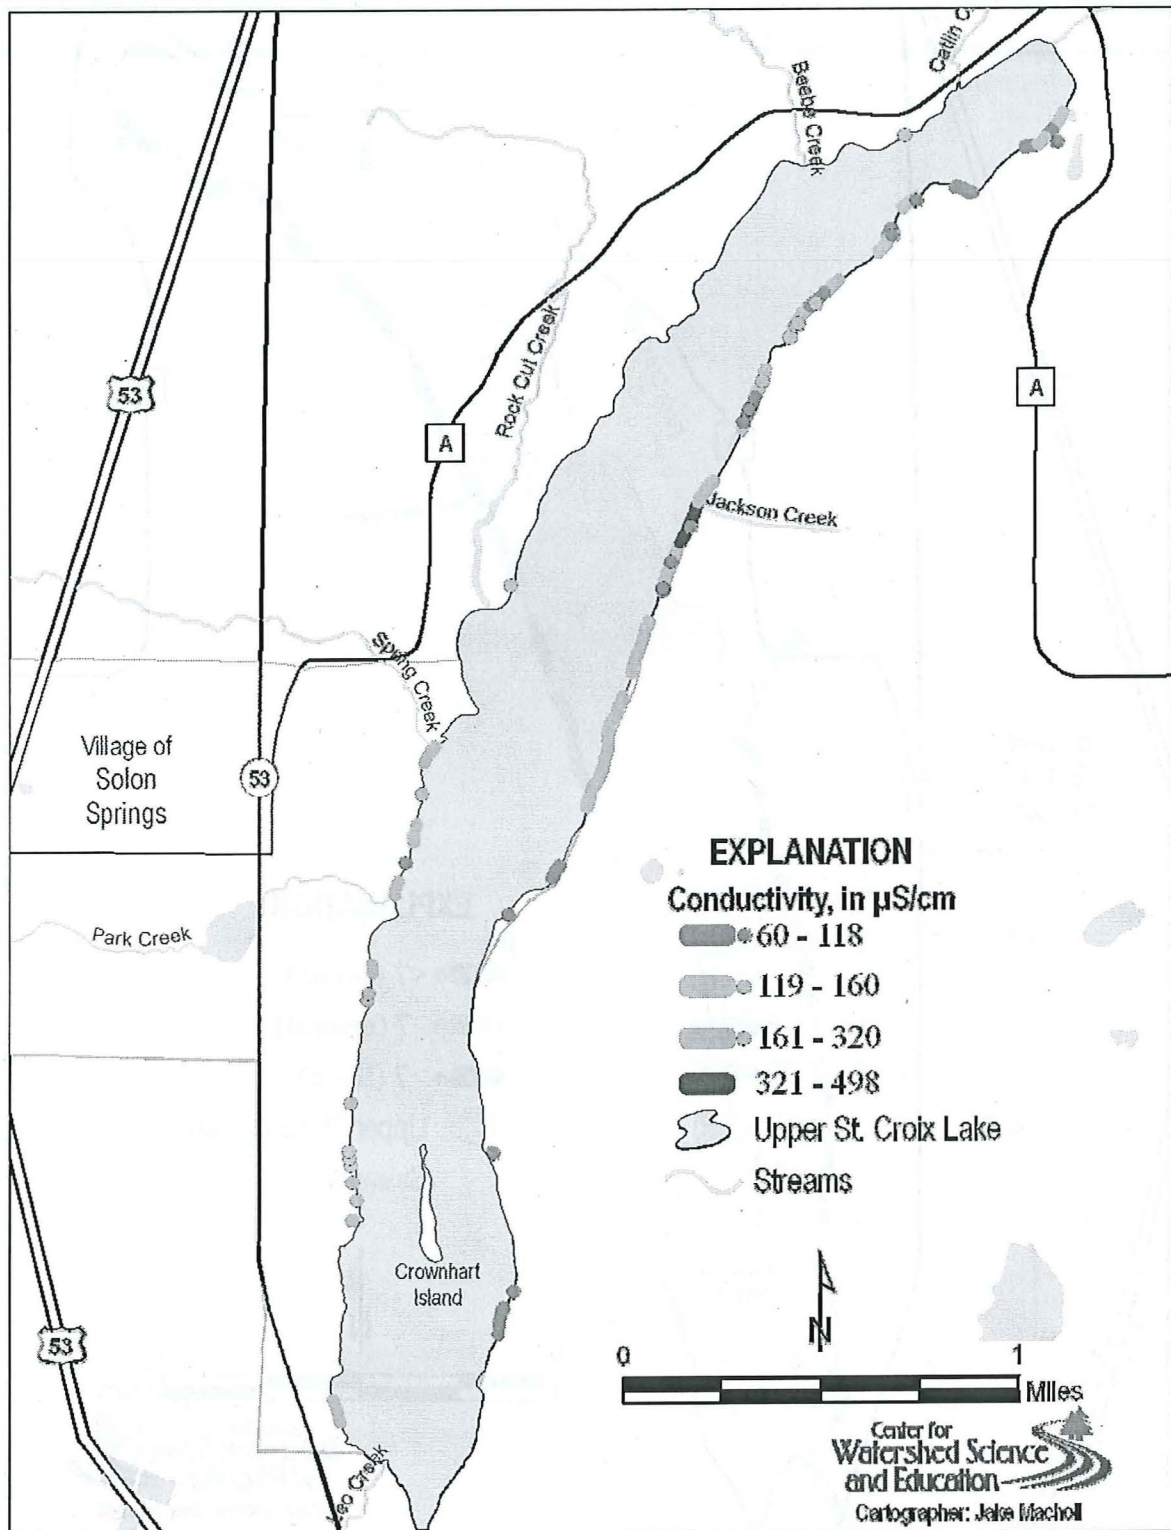 Catlin C
Beebe Creek
53
Rock Cut Creek
A
A
Jackson Creek
Spring Creek
Village of
Solon
Springs
53
EXPLANATION
Conductivity, in µS/cm
60 - 118
119 - 160
161 - 320
321 - 498
Upper St. Croix Lake
Streams
Park Creek
Crownhart
Island
N
53
0
1
Miles
Leo Creek
Center for
Watershed Science
and Education
Cartographer: Jake Macholl